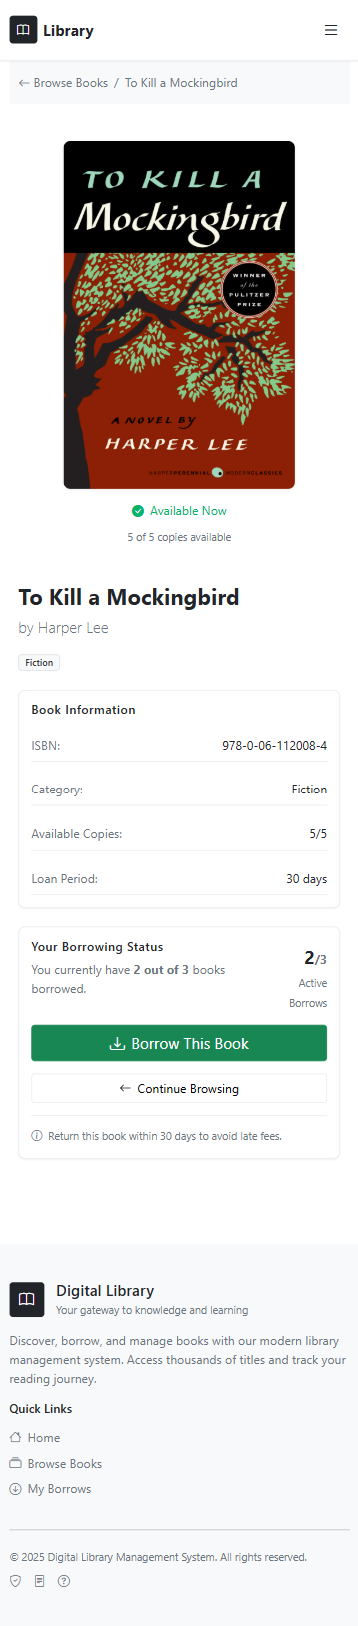 Library
← Browse Books / To Kill a Mockingbird
TO KILL A
Mockingbird
WINNER
of the
PULITZER
PRIZE
A NOVEL BY
HARPER LEE
HARPERPERENNIAL MODERNCLASSICS
Available Now
5 of 5 copies available
To Kill a Mockingbird
by Harper Lee
Fiction
Book Information
ISBN: 978-0-06-112008-4
Category: Fiction
Available Copies: 5/5
Loan Period: 30 days
Your Borrowing Status
You currently have 2 out of 3 books
borrowed.
2/3
Active
Borrows
Borrow This Book
← Continue Browsing
Return this book within 30 days to avoid late fees.
Digital Library
Your gateway to knowledge and learning
Discover, borrow, and manage books with our modern library
management system. Access thousands of titles and track your
reading journey.
Quick Links
Home
Browse Books
My Borrows
© 2025 Digital Library Management System. All rights reserved.